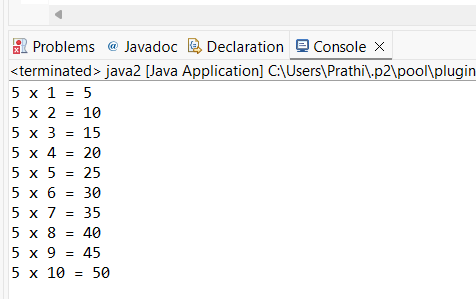 Problems @ Javadoc Declaration Console
<terminated> java2 [Java Application] C:\Users\Prathi\.p2\pool\plugin
5 x 1 = 5
5 x 2 = 10
5 x 3 = 15
5 x 4 = 20
5 x 5 = 25
5 x 6 = 30
5 x 7 = 35
5 x 8 = 40
5 x 9 = 45
5 x 10 = 50